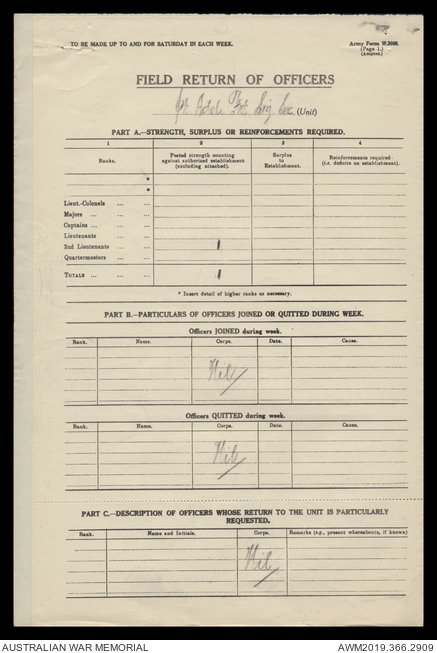 TO BE MADE UP TO AND FOR SATURDAY IN EACH WEEK.
Army Form W.3008.
(Page 1.)
(Adapted.)
FIELD RETURN OF OFFICERS
Adel Sig Sec (Unit)
PART A.—STRENGTH, SURPLUS OR REINFORCEMENTS REQUIRED.
1 2 3 4
Ranks. Posted strength counting against authorized establishment (excluding attached). Surplus to Establishment. Reinforcements required (i.e. deficits on establishment).
*
*
Lieut.-Colonels ... ...
Majors ... ...
Captains ... ...
Lieutenants ...
2nd Lieutenants ... ... 1
Quartermasters ...
TOTALS ... ... 1
* Insert detail of higher ranks as necessary.
PART B.—PARTICULARS OF OFFICERS JOINED OR QUITTED DURING WEEK.
Officers JOINED during week.
Rank. Name. Corps. Date. Cause.
Nil
Officers QUITTED during week.
Rank. Name. Corps. Date. Cause.
Nil
PART C.—DESCRIPTION OF OFFICERS WHOSE RETURN TO THE UNIT IS PARTICULARLY
REQUESTED.
Rank. Name and Initials. Corps. Remarks (e.g., present whereabouts, if known)
Nil
AUSTRALIAN WAR MEMORIAL AWM2019.366.2909